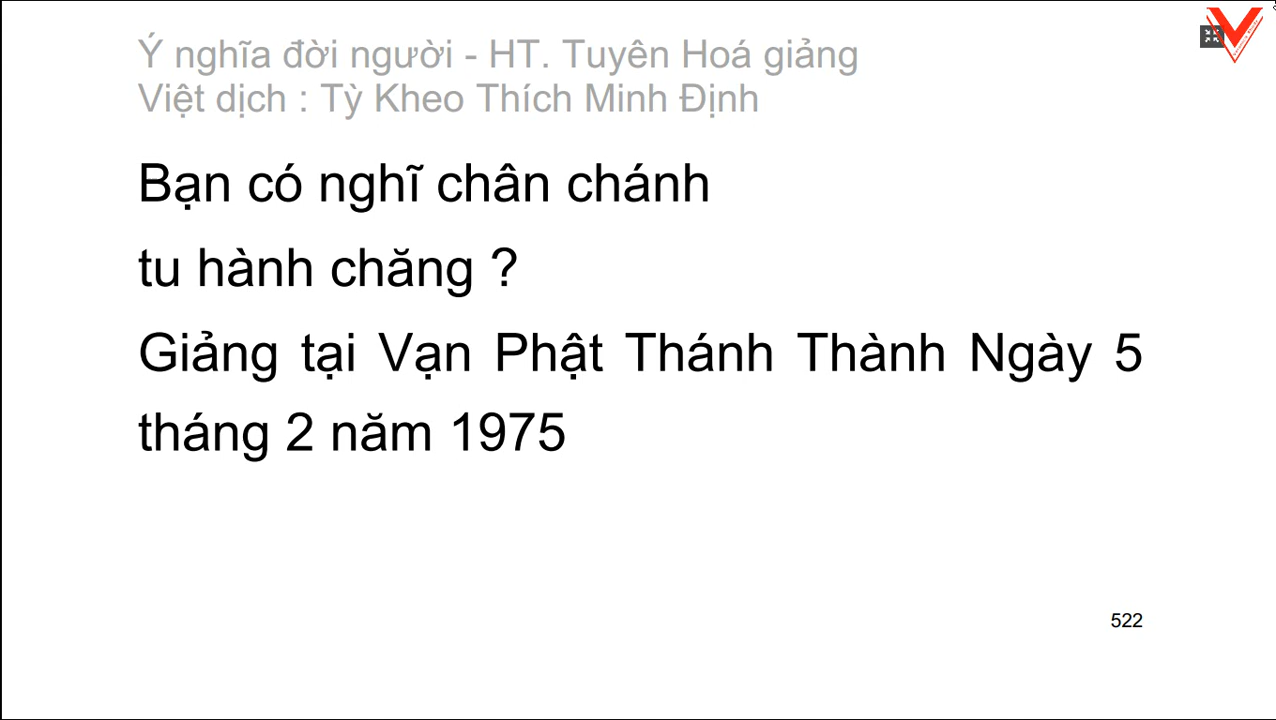 Ý nghĩa đời người - HT. Tuyên Hoá giảng
Việt dịch : Tỳ Kheo Thích Minh Định
Bạn có nghĩ chân chánh
tu hành chăng ?
Giảng tại Vạn Phật Thánh Thành Ngày 5
tháng 2 năm 1975
522